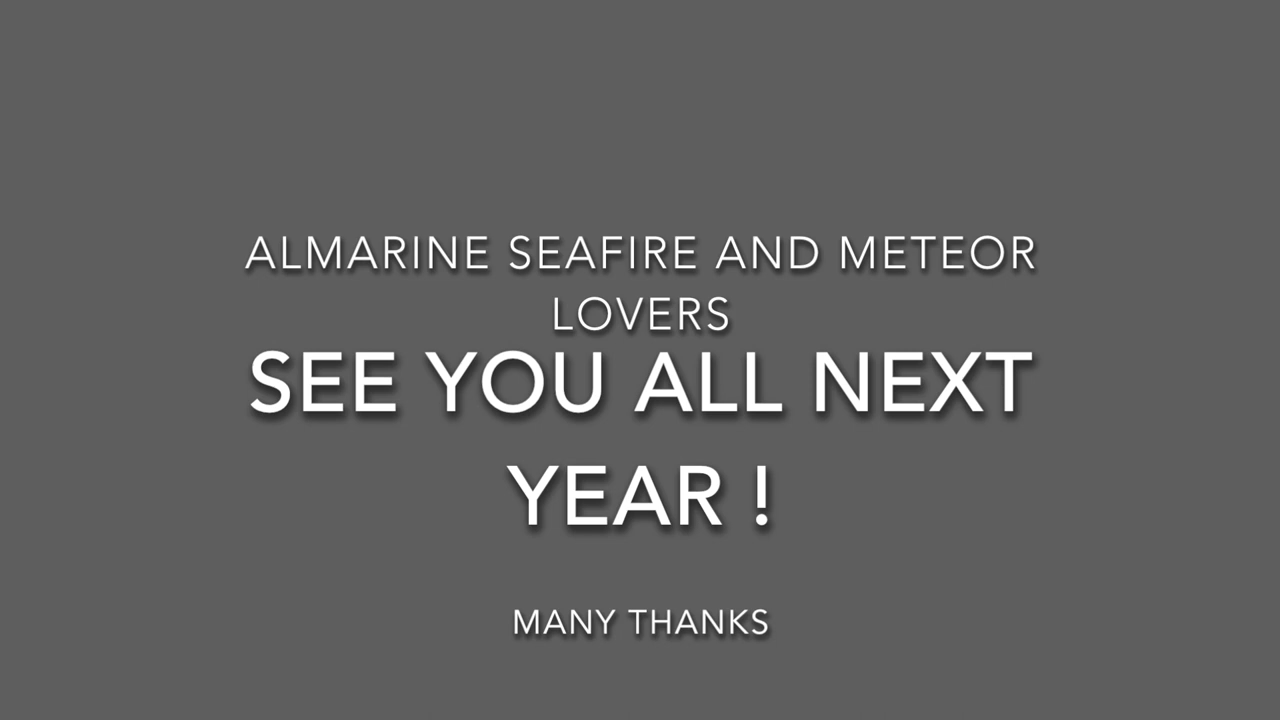 ALMARINE SEAFIRE AND METEOR
LOVERS
SEE YOU ALL NEXT
YEAR !
MANY THANKS